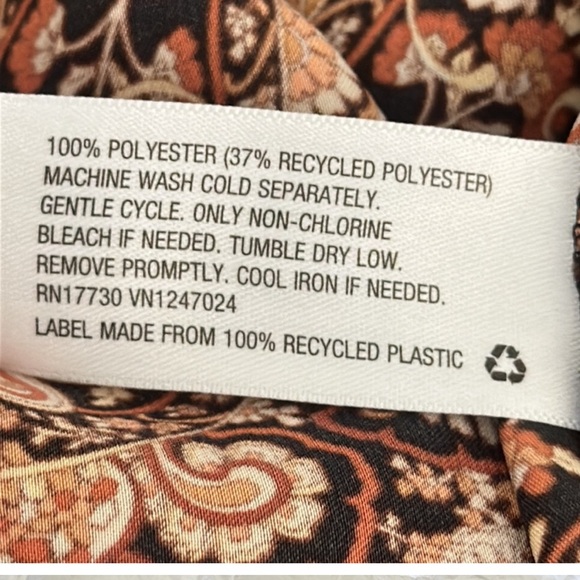 100% POLYESTER (37% RECYCLED POLYESTER)
MACHINE WASH COLD SEPARATELY.
GENTLE CYCLE. ONLY NON-CHLORINE
BLEACH IF NEEDED. TUMBLE DRY LOW.
REMOVE PROMPTLY. COOL IRON IF NEEDED.
RN17730 VN1247024
LABEL MADE FROM 100% RECYCLED PLASTIC